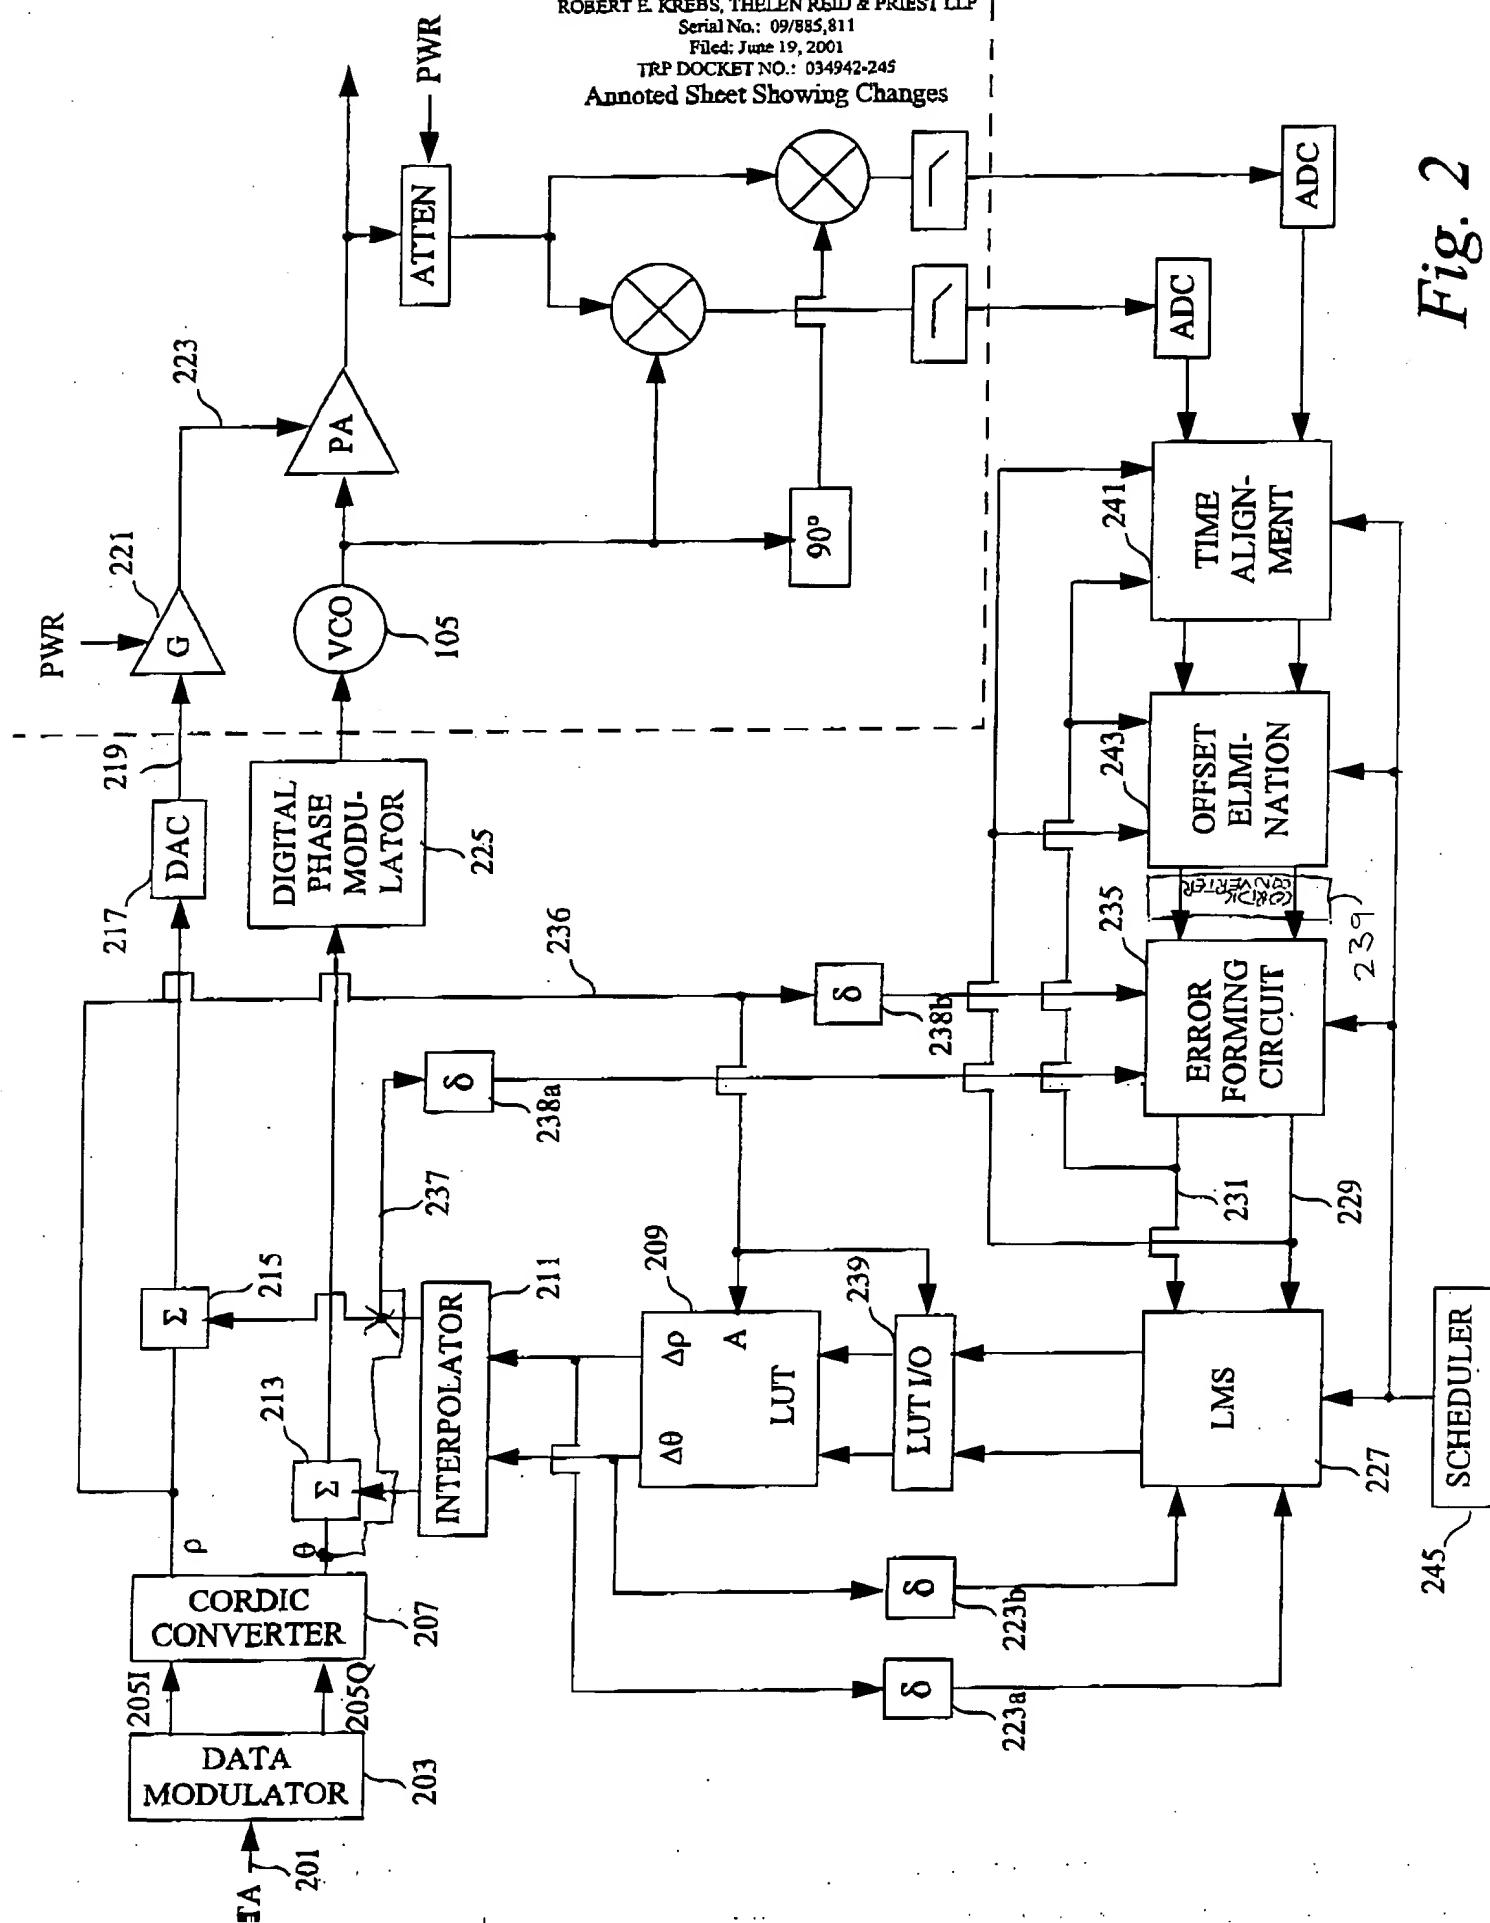 ROBERT E. KREBS, THELEN REID & PRIEST LLP
Serial No.: 09/885,811
Filed: June 19, 2001
TRP DOCKET NO.: 034942-245
Annoted Sheet Showing Changes
TA
201
DATA
MODULATOR
203
205I
205Q
CORDIC
CONVERTER
207
ρ
θ
Σ
213
Σ
215
INTERPOLATOR
211
237
δ
238a
236
δ
238b
217
DAC
219
DIGITAL
PHASE
MODU-
LATOR
225
PWR
G
221
223
VCO
105
PA
PWR
ATTEN
90°
ADC
ADC
Δθ
Δρ
A
LUT
209
LUT I/O
239
δ
223a
δ
223b
LMS
227
231
229
ERROR
FORMING
CIRCUIT
235
CORDIC
CONVERTER
239
OFFSET
ELIMI-
NATION
243
TIME
ALIGN-
MENT
241
SCHEDULER
245
Fig. 2